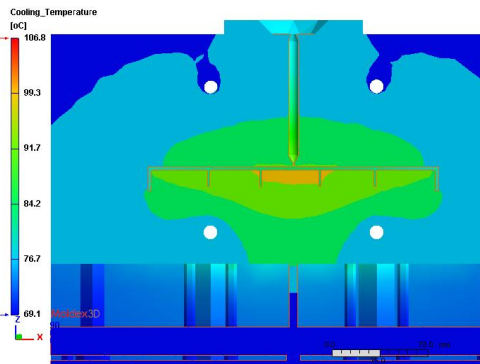 Cooling_Temperature
[oC]
106.8
99.3
91.7
84.2
76.7
69.1
Z
X
Moldex3D